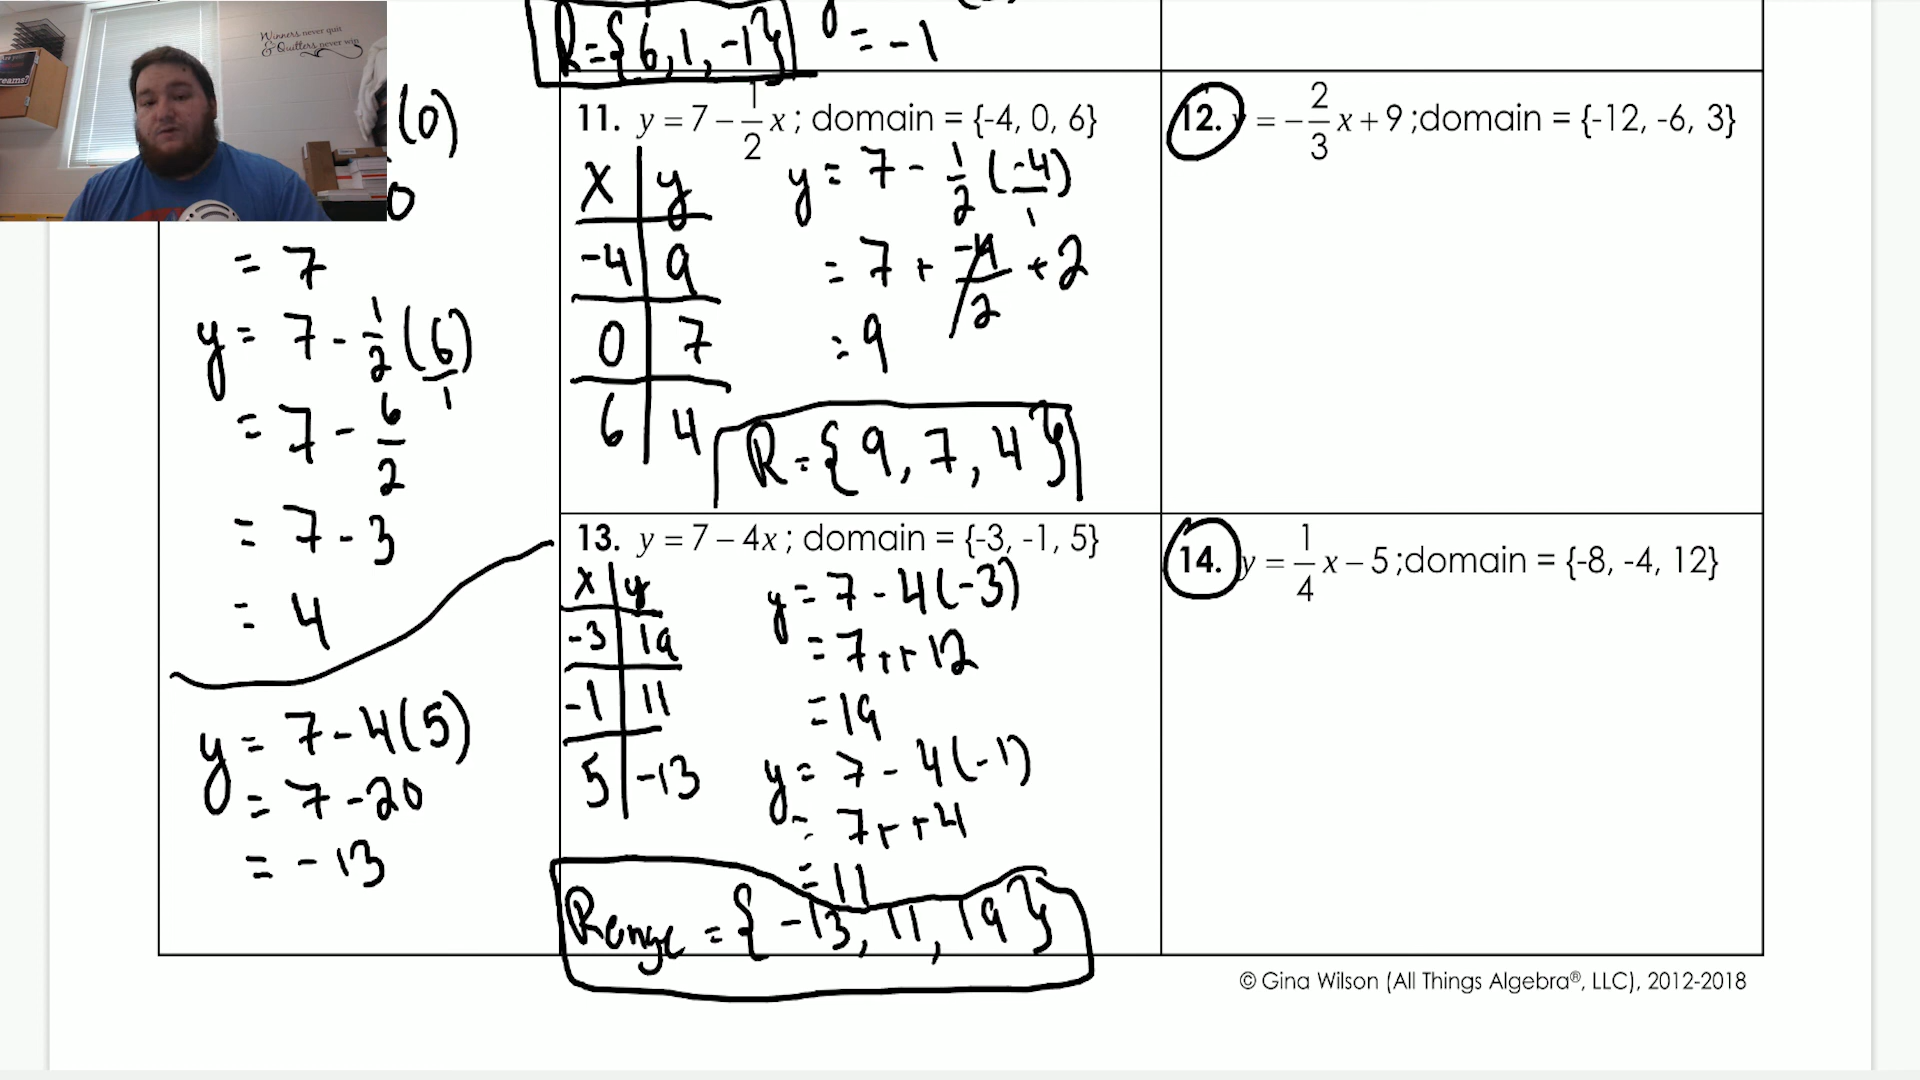 Winners never quit
& Quitters never win
R={6,1,-1}
= -1
(0)
0
= 7
y = 7 - 1/2 (6)/1
= 7 - 6/2
= 7 - 3
= 4
y = 7 - 4(5)
= 7 - 20
= - 13
11. y = 7 - 1/2 x ; domain = {-4, 0, 6}
x | y
-4 | 9
0 | 7
6 | 4
y = 7 - 1/2 (-4)/1
= 7 + -4/2 + 2
= 9
R = {9, 7, 4}
12. = - 2/3 x + 9 ;domain = {-12, -6, 3}
13. y = 7 - 4x ; domain = {-3, -1, 5}
x | y
-3 | 19
-1 | 11
5 | -13
y = 7 - 4(-3)
= 7 + + 12
= 19
y = 7 - 4(-1)
= 7 + + 4
= 11
Range = {-13, 11, 19}
14. y = 1/4 x - 5 ;domain = {-8, -4, 12}
© Gina Wilson (All Things Algebra®, LLC), 2012-2018